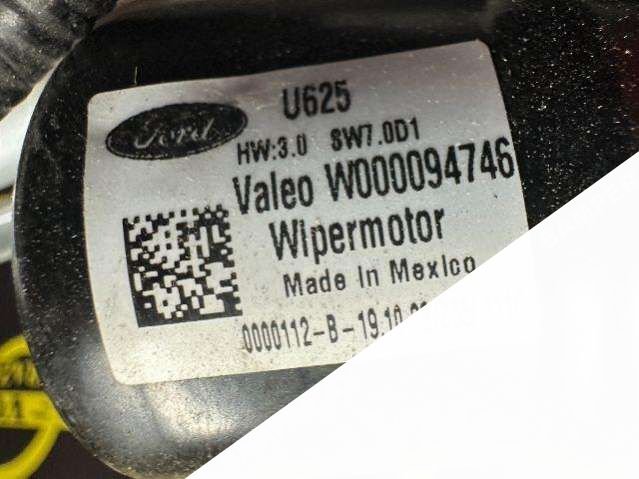 Ford
U625
HW:3.0 SW7.0D1
Valeo W000094746
Wipermotor
Made In Mexico
0000112-B-19.10